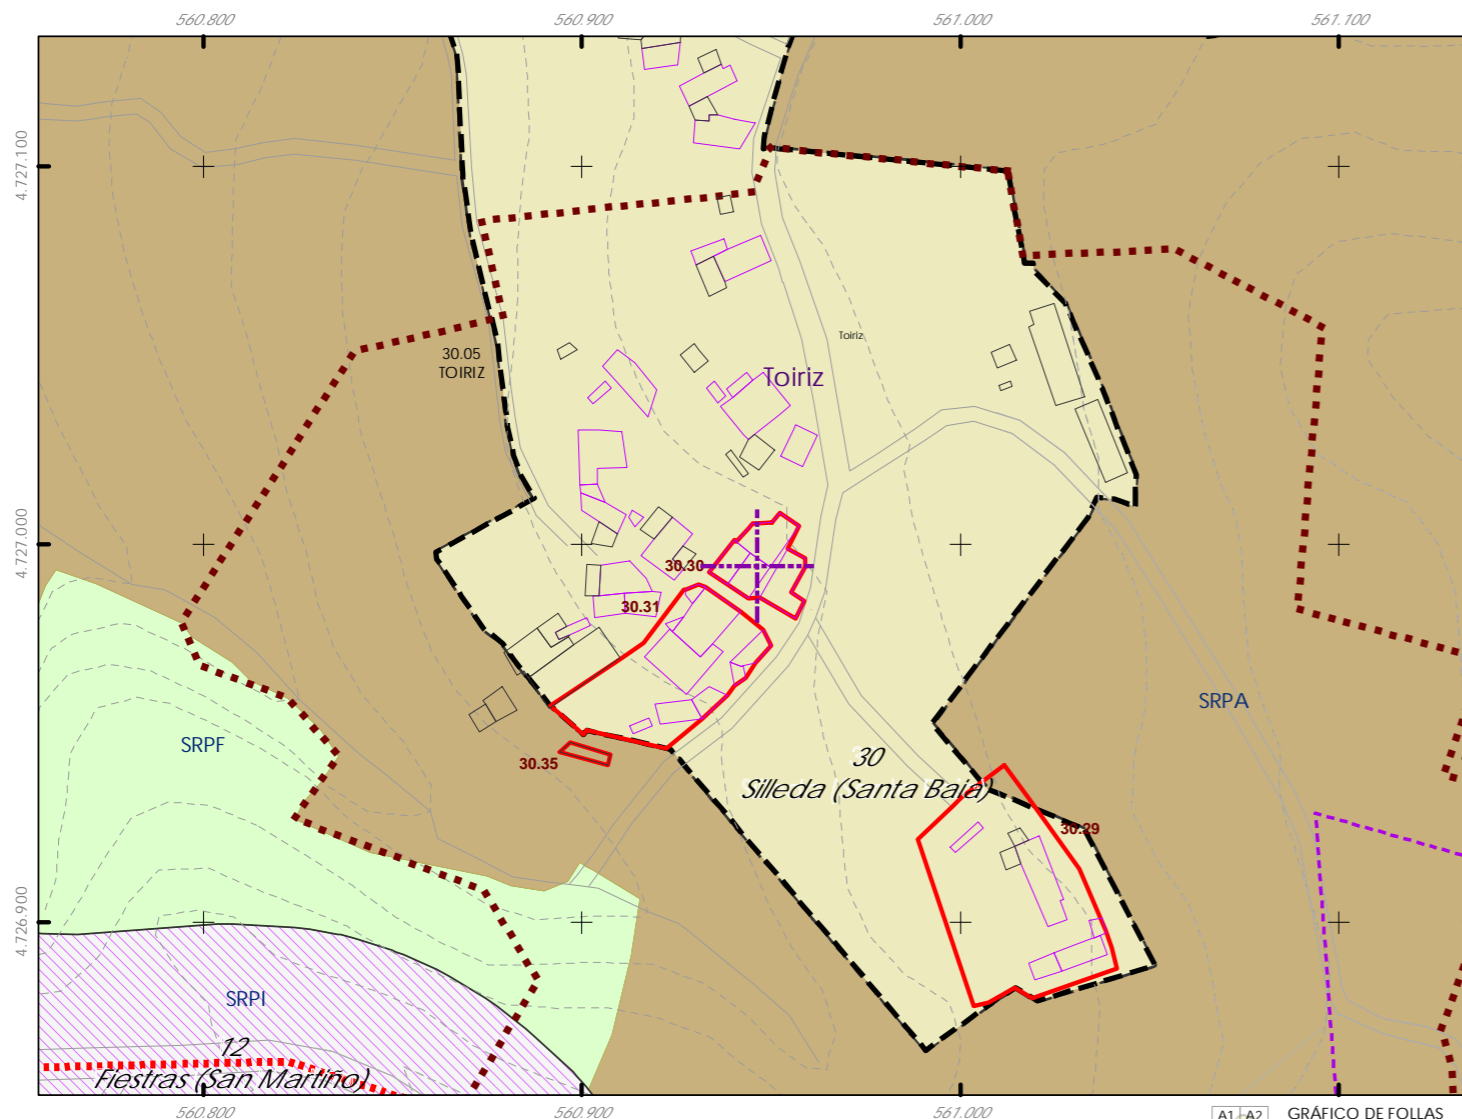 560.800 560.900 561.000 561.100
4.727.100
Toiriz
30.05
TOIRIZ
Toiriz
4.727.000
30.30
30.31
SRPA
SRPF
30
30.35
Silleda (Santa Baia)
30.29
4.726.900
SRPI
12
Fiestras (San Martiño)
560.800 560.900 561.000
A1 A2 GRÁFICO DE FOLLAS